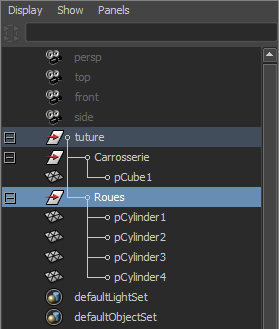 Display Show Panels
persp
top
front
side
tuture
Carrosserie
pCube1
Roues
pCylinder1
pCylinder2
pCylinder3
pCylinder4
defaultLightSet
defaultObjectSet